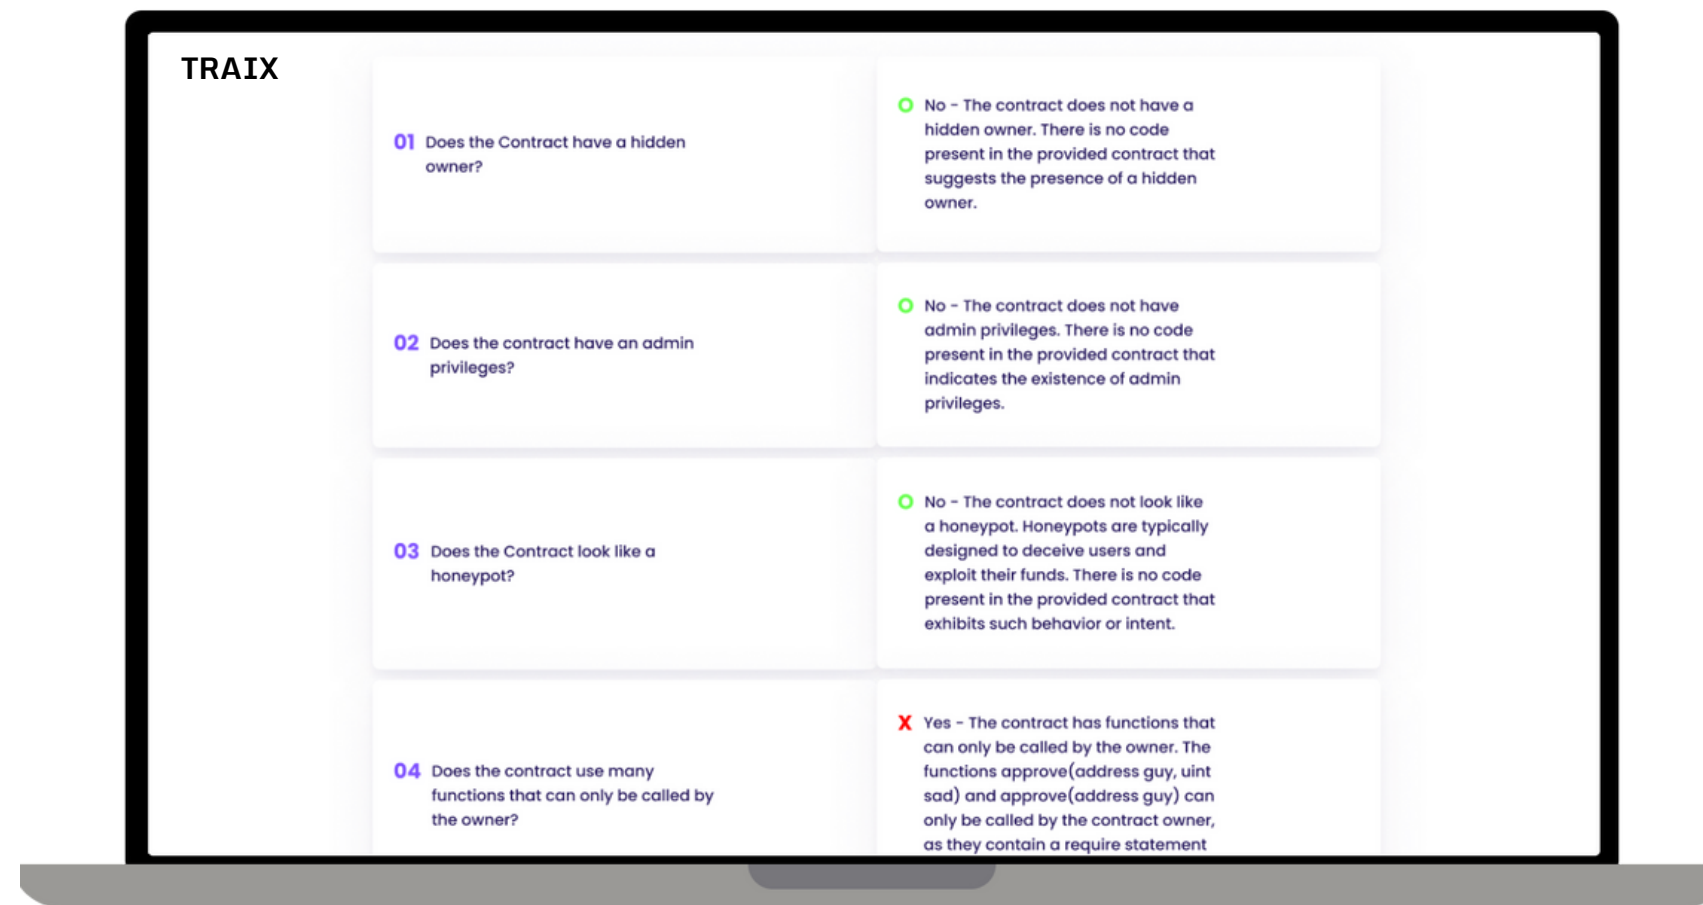 TRAIX
01 Does the Contract have a hidden
owner?
O No - The contract does not have a
hidden owner. There is no code
present in the provided contract that
suggests the presence of a hidden
owner.
02 Does the contract have an admin
privileges?
O No - The contract does not have
admin privileges. There is no code
present in the provided contract that
indicates the existence of admin
privileges.
03 Does the Contract look like a
honeypot?
O No - The contract does not look like
a honeypot. Honeypots are typically
designed to deceive users and
exploit their funds. There is no code
present in the provided contract that
exhibits such behavior or intent.
04 Does the contract use many
functions that can only be called by
the owner?
X Yes - The contract has functions that
can only be called by the owner. The
functions approve(address guy, uint
sad) and approve(address guy) can
only be called by the contract owner,
as they contain a require statement